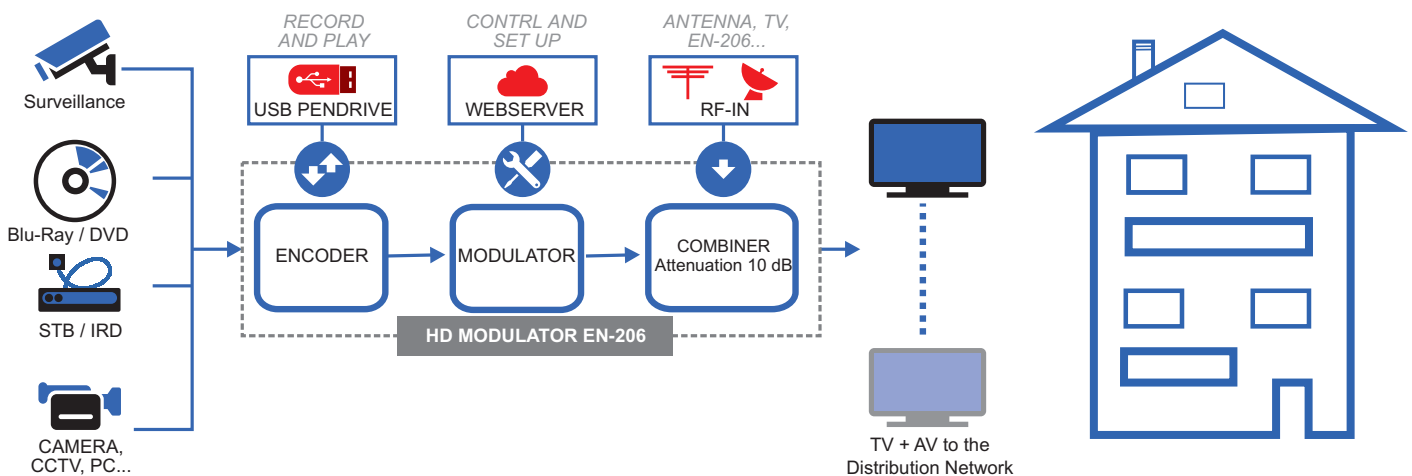 RECORD
AND PLAY
CONTRL AND
SET UP
ANTENNA, TV,
EN-206...
USB PENDRIVE
WEBSERVER
RF-IN
Surveillance
Blu-Ray / DVD
STB / IRD
CAMERA,
CCTV, PC...
ENCODER
MODULATOR
COMBINER
Attenuation 10 dB
HD MODULATOR EN-206
TV + AV to the
Distribution Network